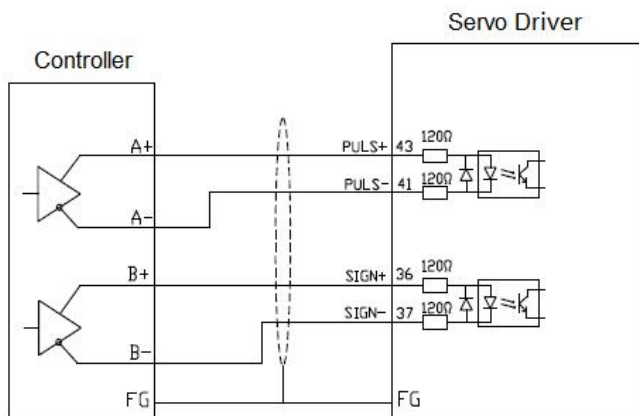 Servo Driver
Controller
A+ PULS+ 43 120Ω
A- PULS- 41 120Ω
B+ SIGN+ 36 120Ω
B- SIGN- 37 120Ω
FG FG